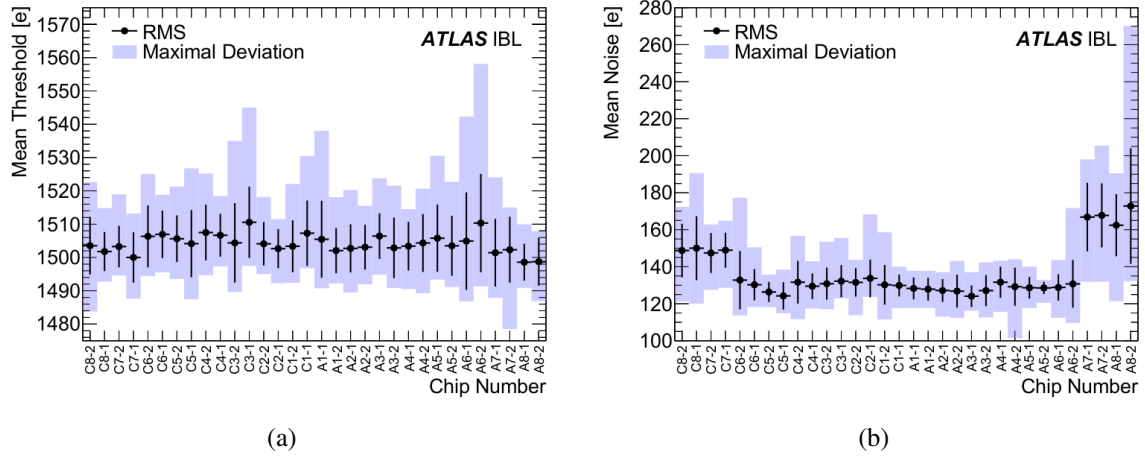 Mean Threshold [e]
1570
1560
1550
1540
1530
1520
1510
1500
1490
1480
RMS
Maximal Deviation
ATLAS IBL
C8-2
C8-1
C7-2
C7-1
C6-2
C6-1
C5-2
C5-1
C4-2
C4-1
C3-2
C3-1
C2-2
C2-1
C1-2
C1-1
A1-1
A1-2
A2-1
A2-2
A3-1
A3-2
A4-1
A4-2
A5-1
A5-2
A6-1
A6-2
A7-1
A7-2
A8-1
A8-2
Chip Number
(a)
Mean Noise [e]
280
260
240
220
200
180
160
140
120
100
RMS
Maximal Deviation
ATLAS IBL
C8-2
C8-1
C7-2
C7-1
C6-2
C6-1
C5-2
C5-1
C4-2
C4-1
C3-2
C3-1
C2-2
C2-1
C1-2
C1-1
A1-1
A1-2
A2-1
A2-2
A3-1
A3-2
A4-1
A4-2
A5-1
A5-2
A6-1
A6-2
A7-1
A7-2
A8-1
A8-2
Chip Number
(b)